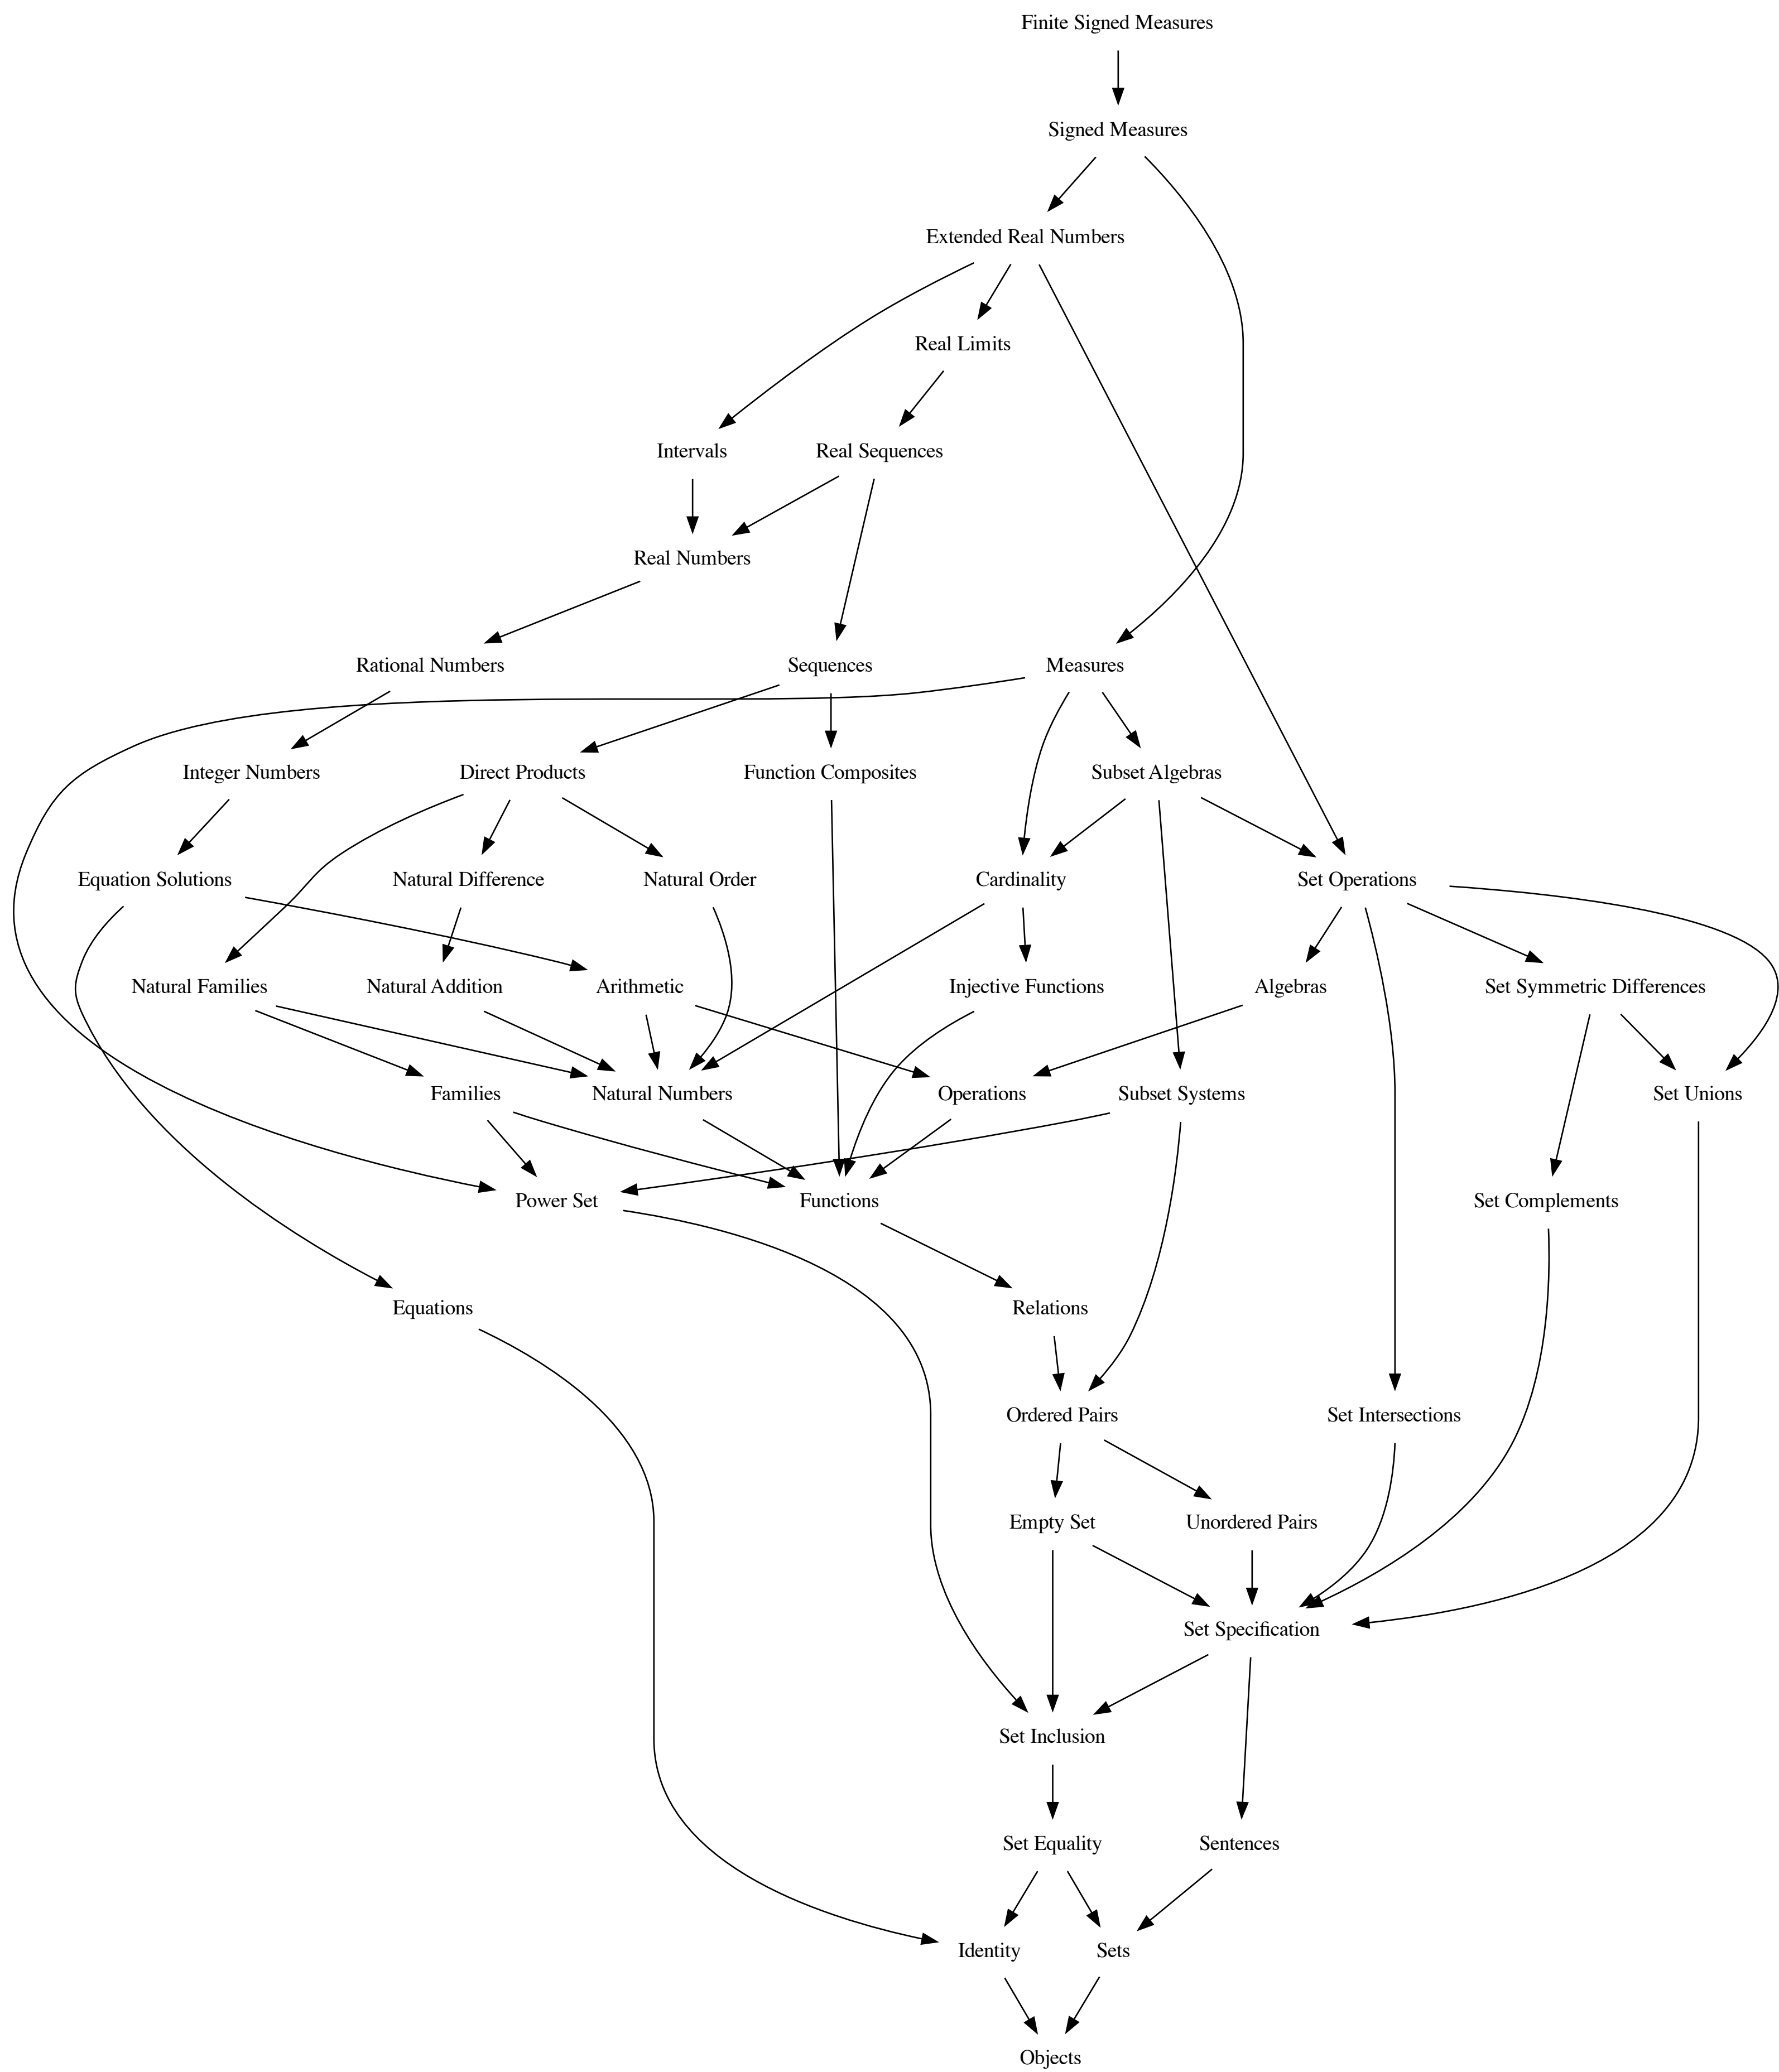 Finite Signed Measures
Signed Measures
Extended Real Numbers
Real Limits
Intervals
Real Sequences
Real Numbers
Rational Numbers
Sequences
Measures
Integer Numbers
Direct Products
Function Composites
Subset Algebras
Equation Solutions
Natural Difference
Natural Order
Cardinality
Set Operations
Natural Families
Natural Addition
Arithmetic
Injective Functions
Algebras
Set Symmetric Differences
Families
Natural Numbers
Operations
Subset Systems
Set Unions
Power Set
Functions
Set Complements
Equations
Relations
Ordered Pairs
Set Intersections
Empty Set
Unordered Pairs
Set Specification
Set Inclusion
Set Equality
Sentences
Identity
Sets
Objects